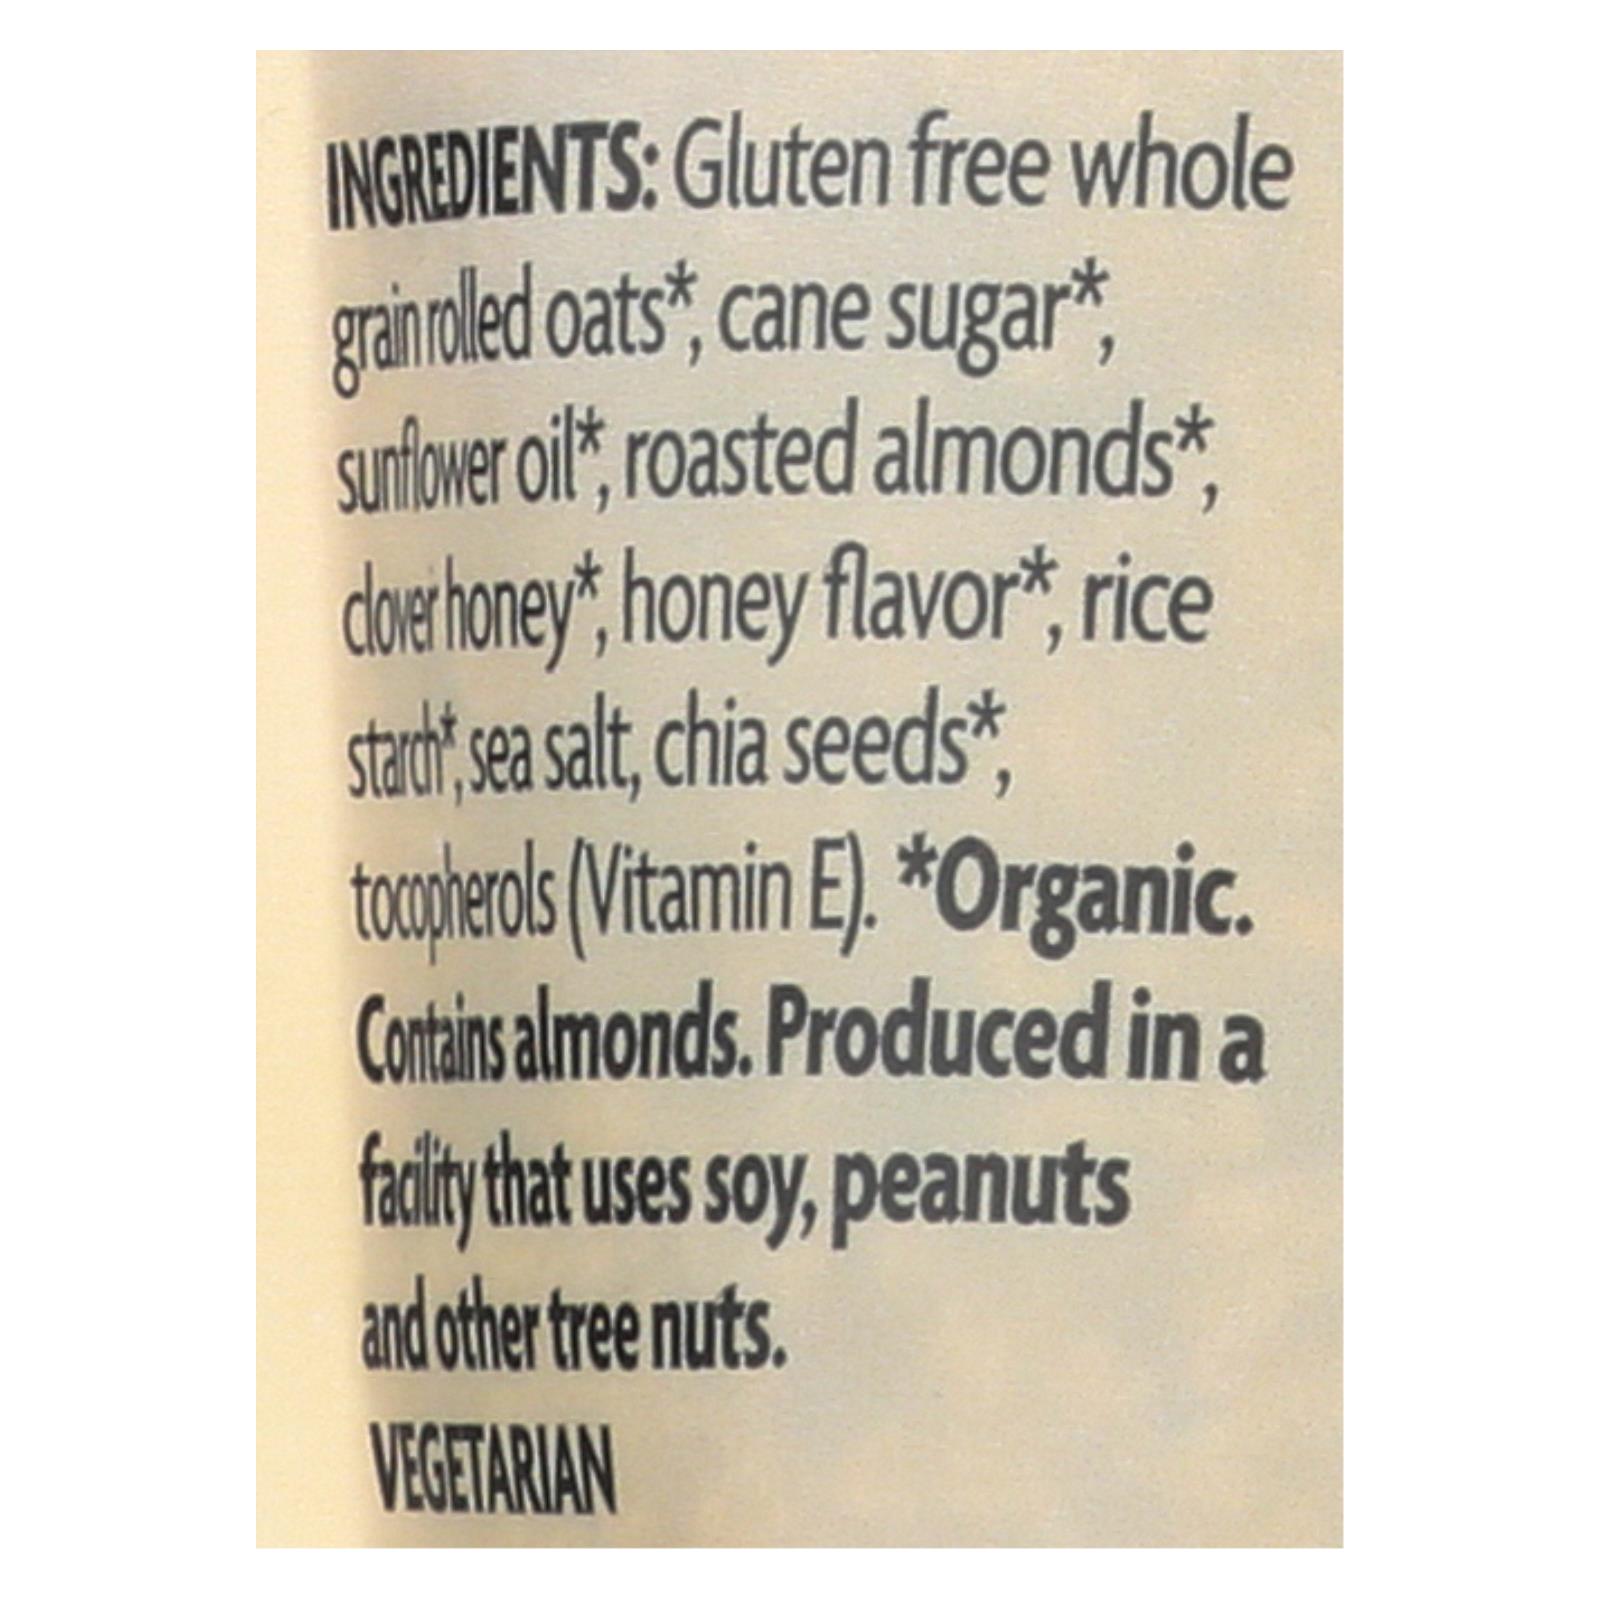 INGREDIENTS: Gluten free whole
grain rolled oats*, cane sugar*,
sunflower oil*, roasted almonds*,
clover honey*, honey flavor*, rice
starch*, sea salt, chia seeds*,
tocopherols (Vitamin E). *Organic.
Contains almonds. Produced in a
facility that uses soy, peanuts
and other tree nuts.
VEGETARIAN